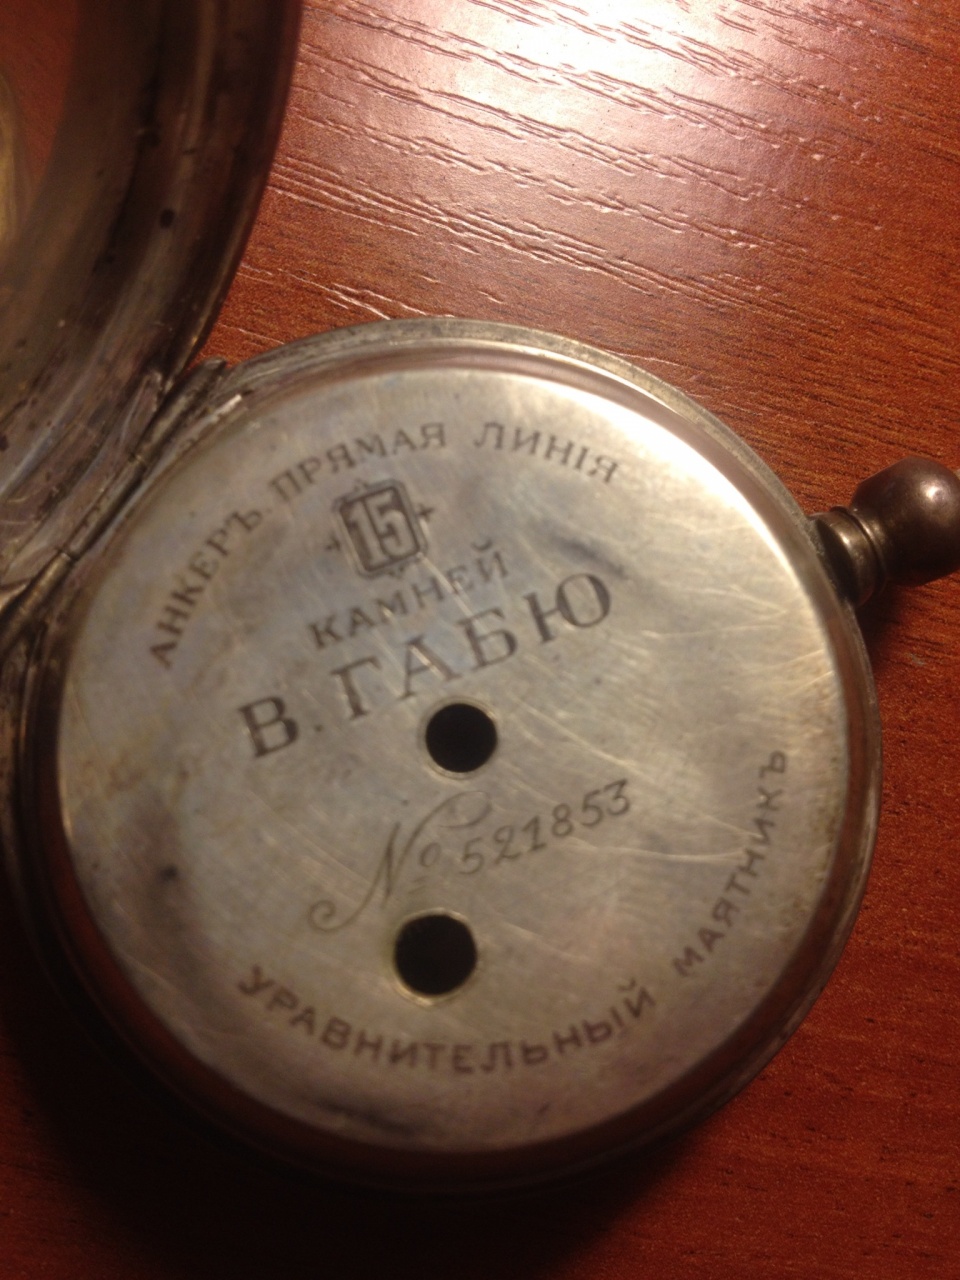 АНКЕРЪ. ПРЯМАЯ ЛИНІЯ
15
КАМНЕЙ
В. ГАБЮ
№ 521853
УРАВНИТЕЛЬНЫЙ МАЯТНИКЪ